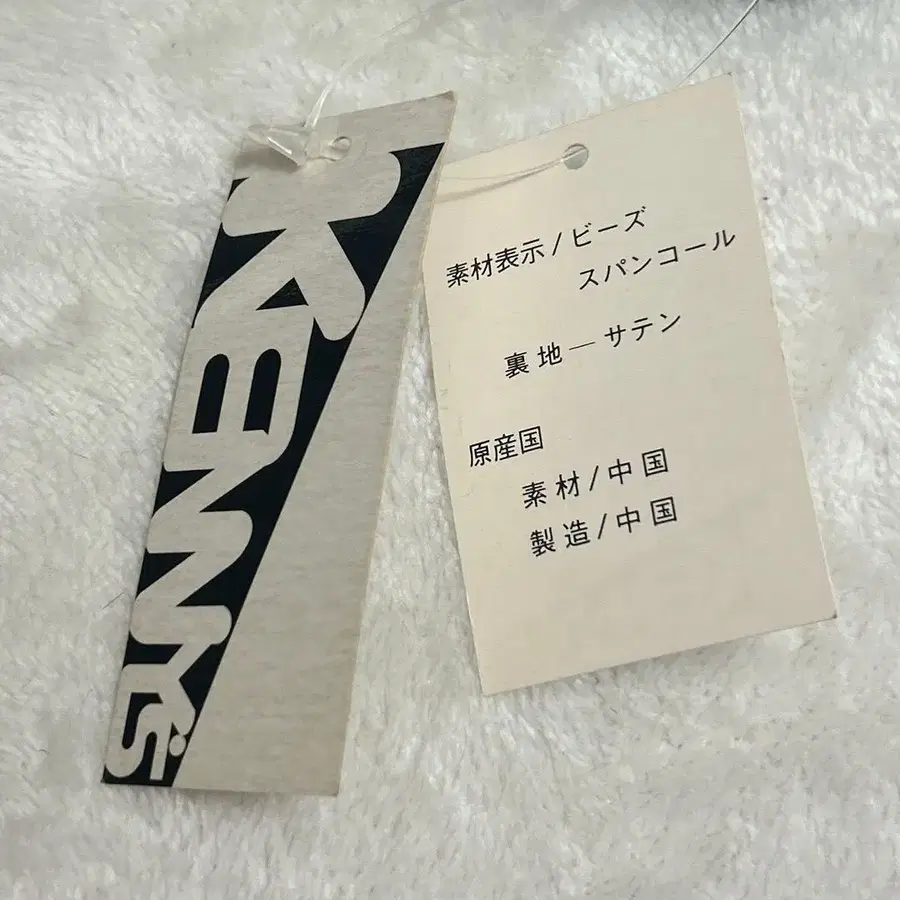 KENNY'S
素材表示/ビーズ
スパンコール
裏地―サテン
原産国
素材/中国
製造/中国